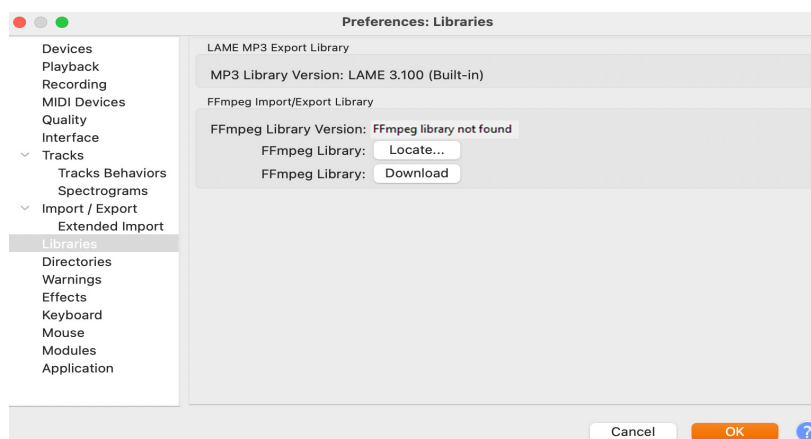 Preferences: Libraries
Devices
Playback
Recording
MIDI Devices
Quality
Interface
Tracks
Tracks Behaviors
Spectrograms
Import / Export
Extended Import
Libraries
Directories
Warnings
Effects
Keyboard
Mouse
Modules
Application
LAME MP3 Export Library
MP3 Library Version: LAME 3.100 (Built-in)
FFmpeg Import/Export Library
FFmpeg Library Version: FFmpeg library not found
FFmpeg Library: Locate...
FFmpeg Library: Download
Cancel OK ?